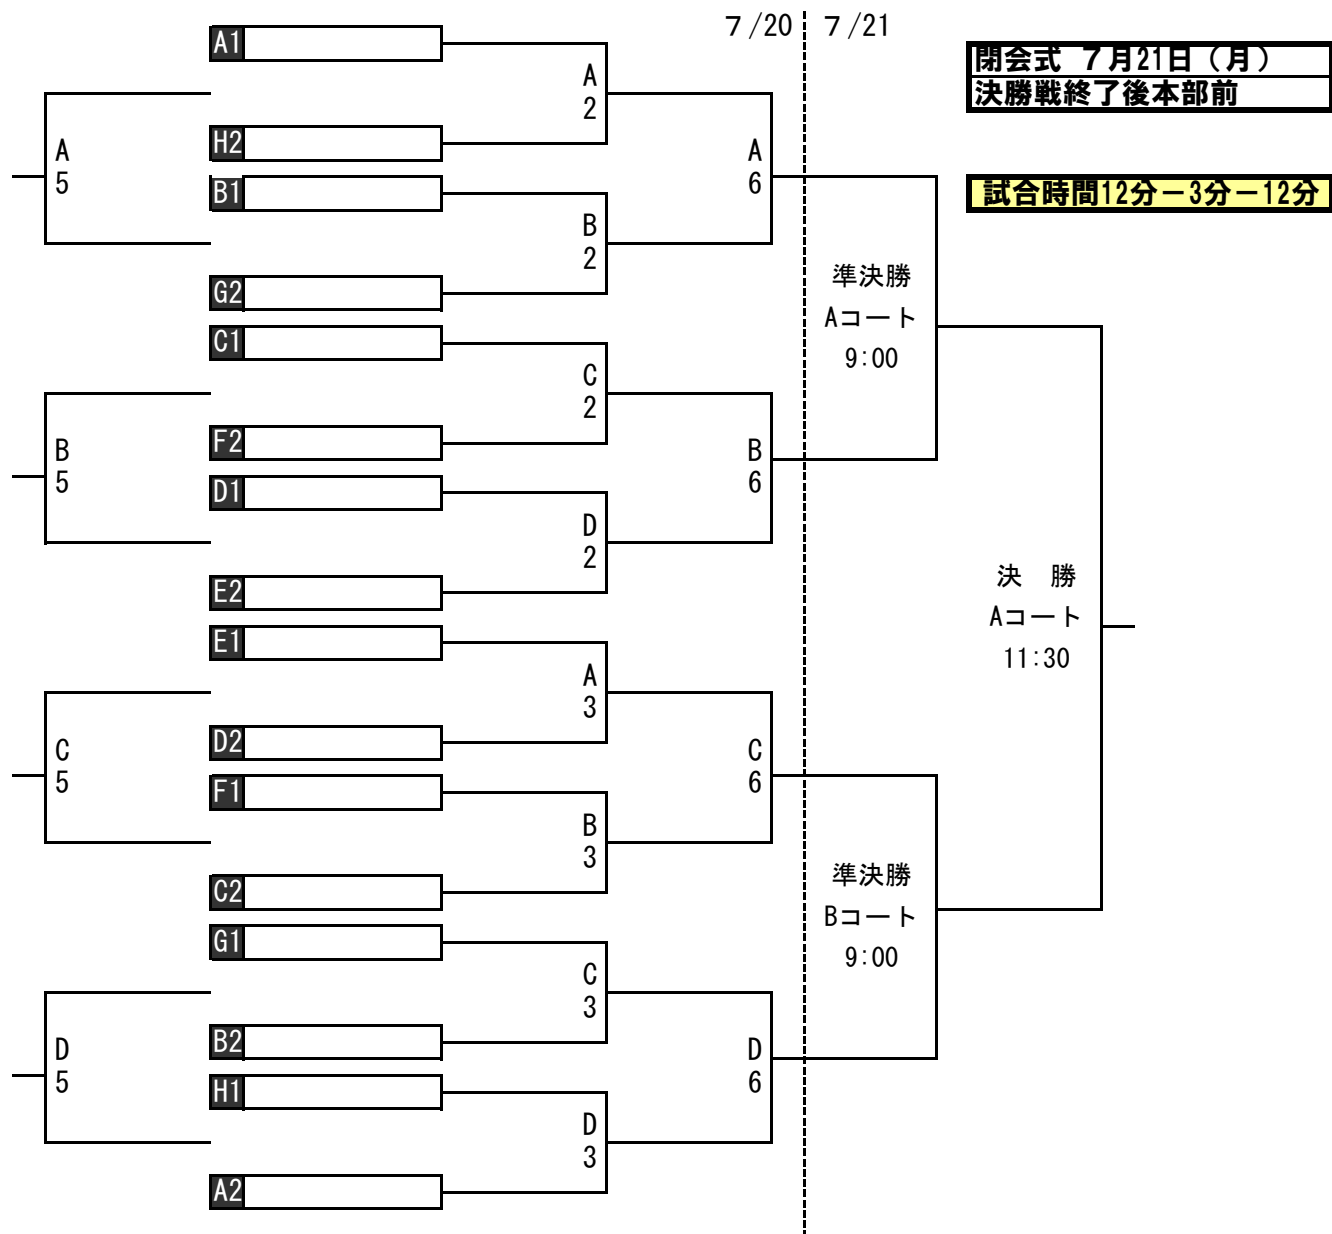 7/20
7/21
閉会式 7月21日（月）
決勝戦終了後本部前
試合時間12分－3分－12分
A1
A
2
H2
A
5
A
6
B1
B
2
G2
準決勝
Aコート
9:00
C1
C
2
F2
B
5
B
6
D1
D
2
E2
決 勝
Aコート
11:30
E1
A
3
D2
C
5
C
6
F1
B
3
C2
準決勝
Bコート
9:00
G1
C
3
B2
D
5
D
6
H1
D
3
A2